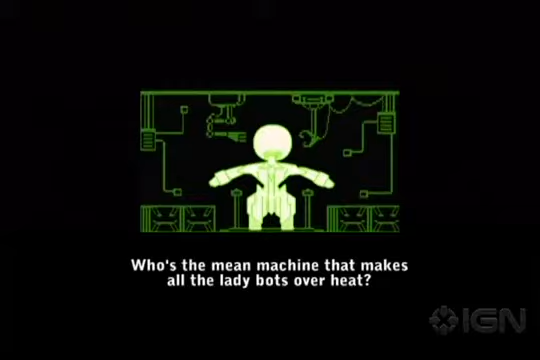 Who's the mean machine that makes
all the lady bots over heat?
IGN